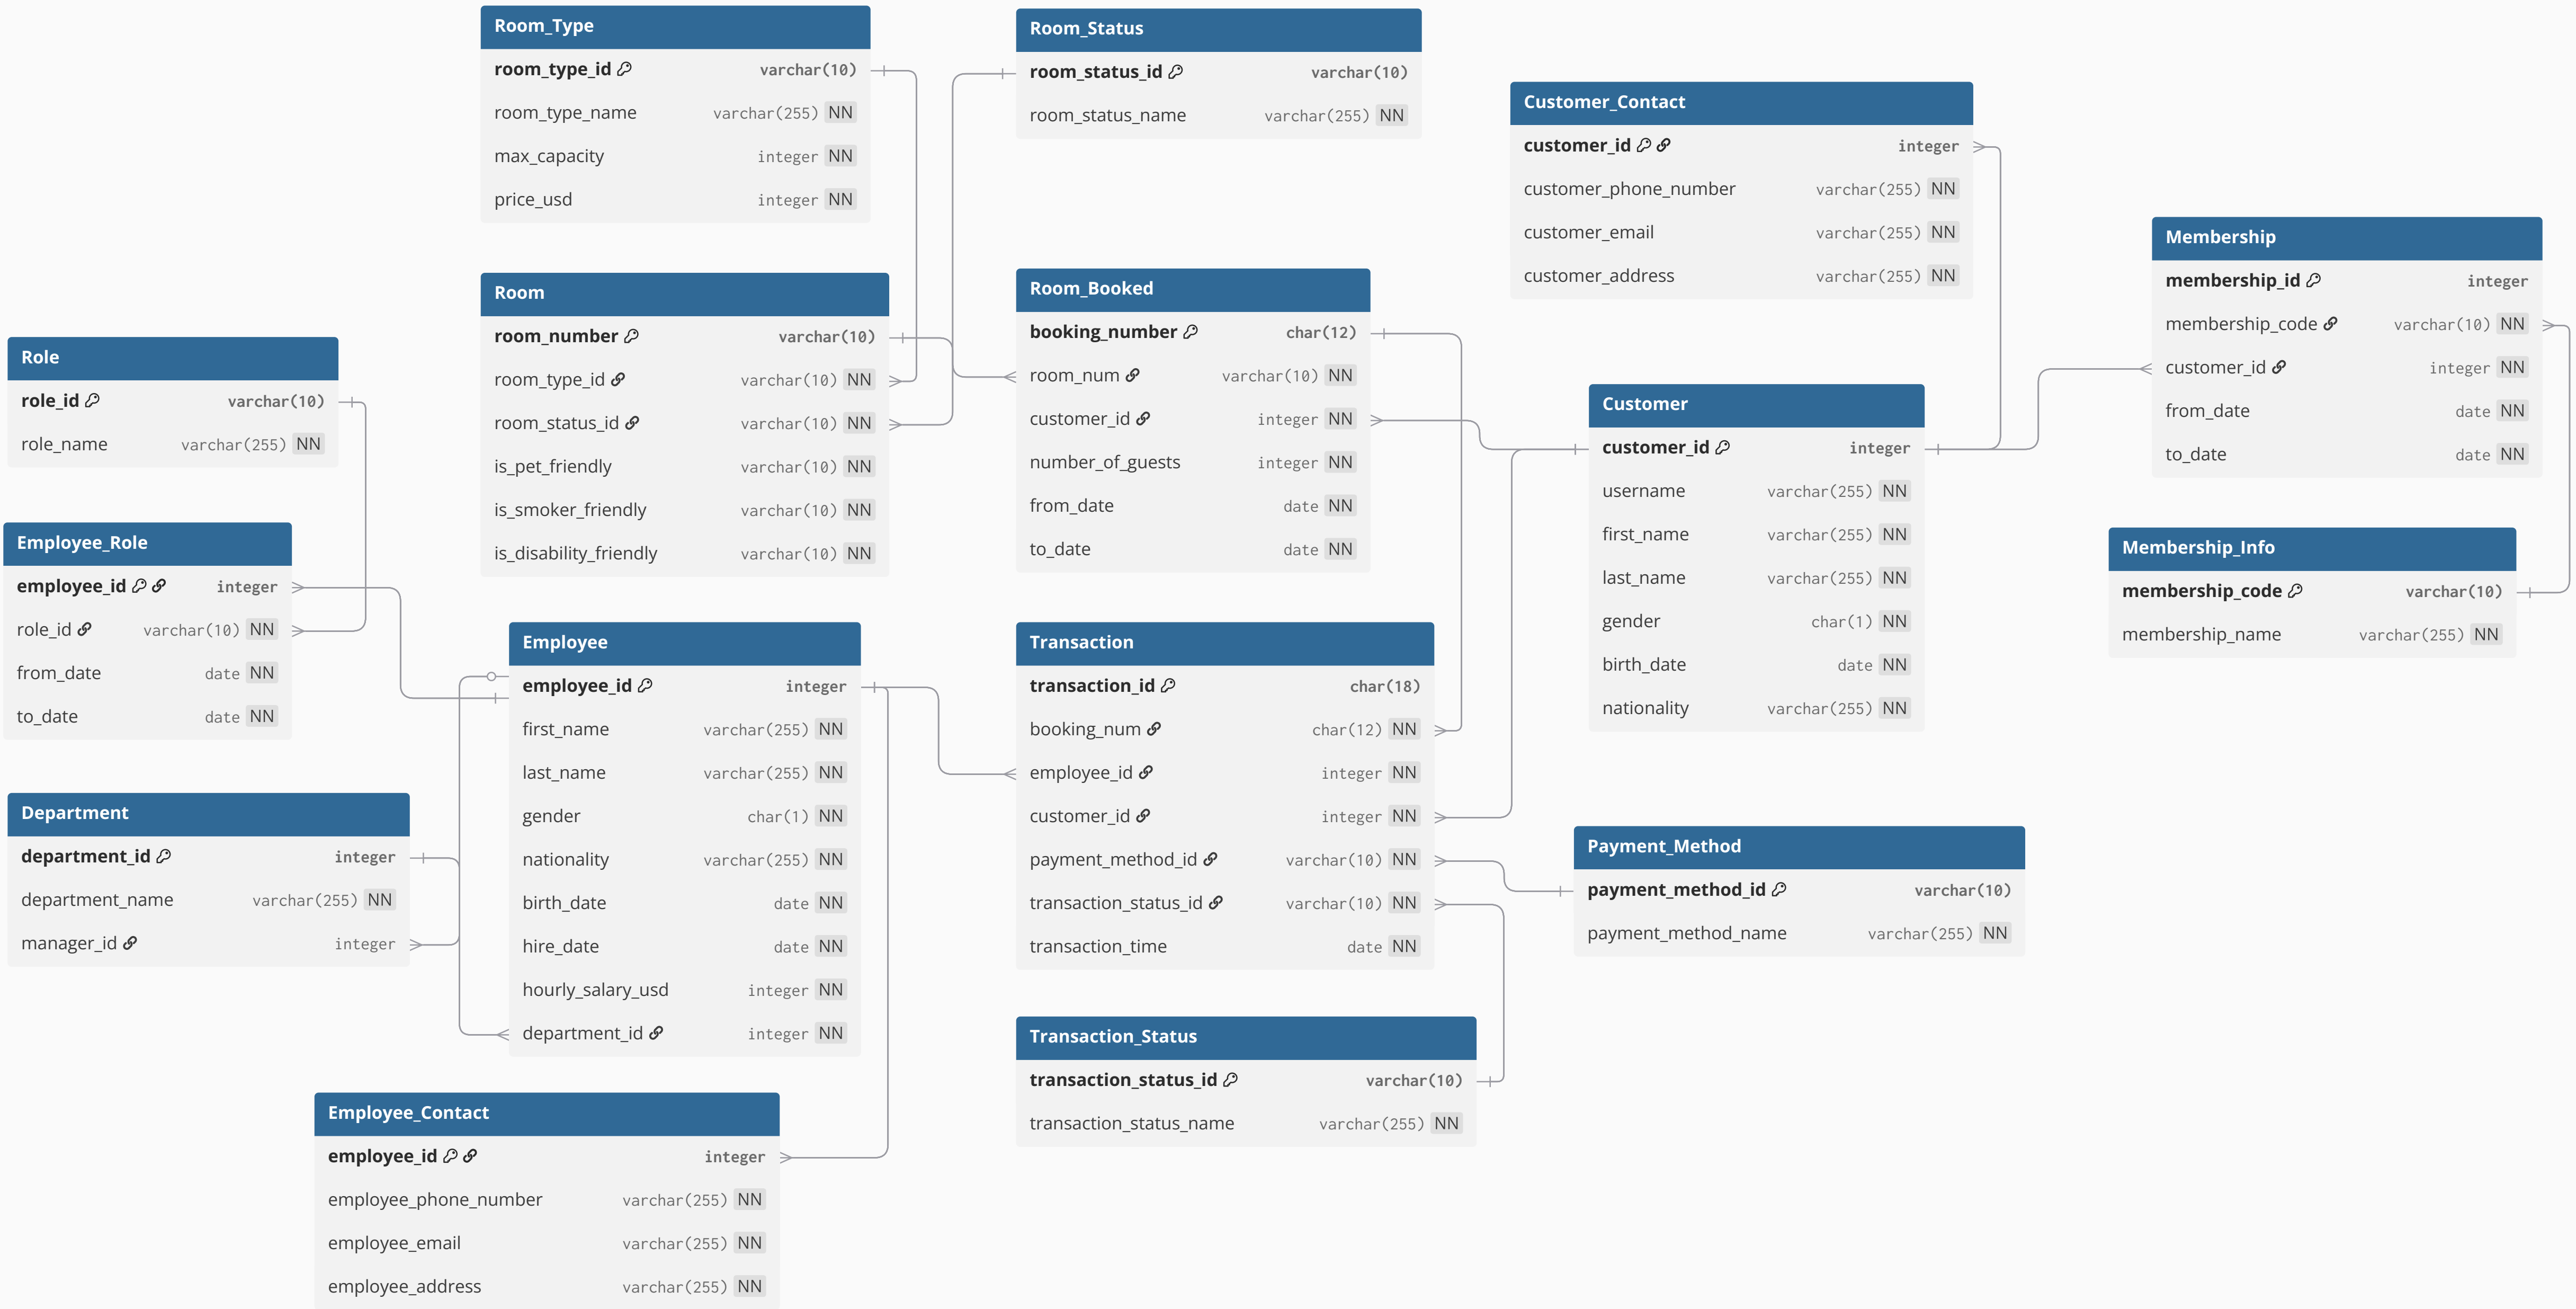 Room_Type
room_type_id varchar(10)
room_type_name varchar(255) NN
max_capacity integer NN
price_usd integer NN
Room_Status
room_status_id varchar(10)
room_status_name varchar(255) NN
Customer_Contact
customer_id integer
customer_phone_number varchar(255) NN
customer_email varchar(255) NN
customer_address varchar(255) NN
Membership
membership_id integer
membership_code varchar(10) NN
customer_id integer NN
from_date date NN
to_date date NN
Room
room_number varchar(10)
room_type_id varchar(10) NN
room_status_id varchar(10) NN
is_pet_friendly varchar(10) NN
is_smoker_friendly varchar(10) NN
is_disability_friendly varchar(10) NN
Room_Booked
booking_number char(12)
room_num varchar(10) NN
customer_id integer NN
number_of_guests integer NN
from_date date NN
to_date date NN
Role
role_id varchar(10)
role_name varchar(255) NN
Customer
customer_id integer
username varchar(255) NN
first_name varchar(255) NN
last_name varchar(255) NN
gender char(1) NN
birth_date date NN
nationality varchar(255) NN
Employee_Role
employee_id integer
role_id varchar(10) NN
from_date date NN
to_date date NN
Membership_Info
membership_code varchar(10)
membership_name varchar(255) NN
Employee
employee_id integer
first_name varchar(255) NN
last_name varchar(255) NN
gender char(1) NN
nationality varchar(255) NN
birth_date date NN
hire_date date NN
hourly_salary_usd integer NN
department_id integer NN
Transaction
transaction_id char(18)
booking_num char(12) NN
employee_id integer NN
customer_id integer NN
payment_method_id varchar(10) NN
transaction_status_id varchar(10) NN
transaction_time date NN
Department
department_id integer
department_name varchar(255) NN
manager_id integer
Payment_Method
payment_method_id varchar(10)
payment_method_name varchar(255) NN
Transaction_Status
transaction_status_id varchar(10)
transaction_status_name varchar(255) NN
Employee_Contact
employee_id integer
employee_phone_number varchar(255) NN
employee_email varchar(255) NN
employee_address varchar(255) NN